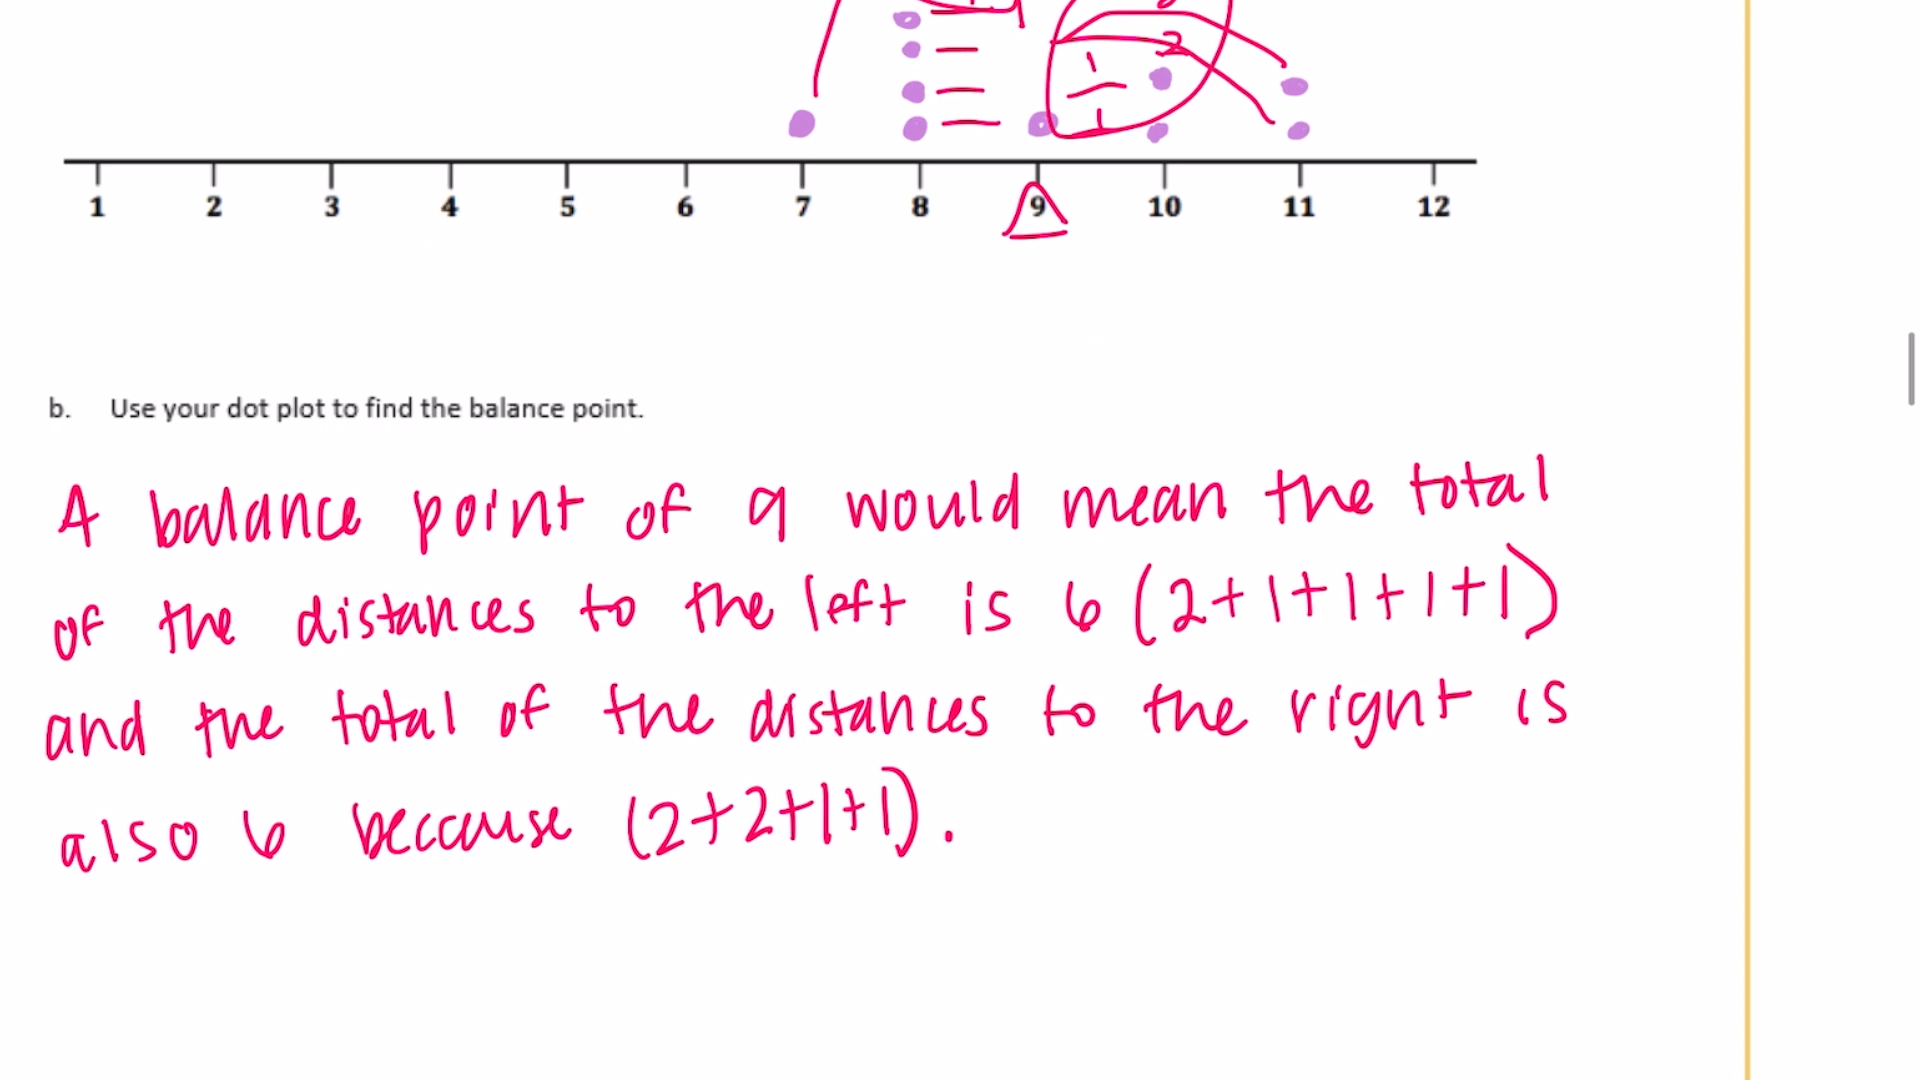 1
2
1
1 2 3 4 5 6 7 8 9 10 11 12
b. Use your dot plot to find the balance point.
A balance point of 9 would mean the total
of the distances to the left is 6 (2+1+1+1+1)
and the total of the distances to the right is
also 6 because (2+2+1+1).